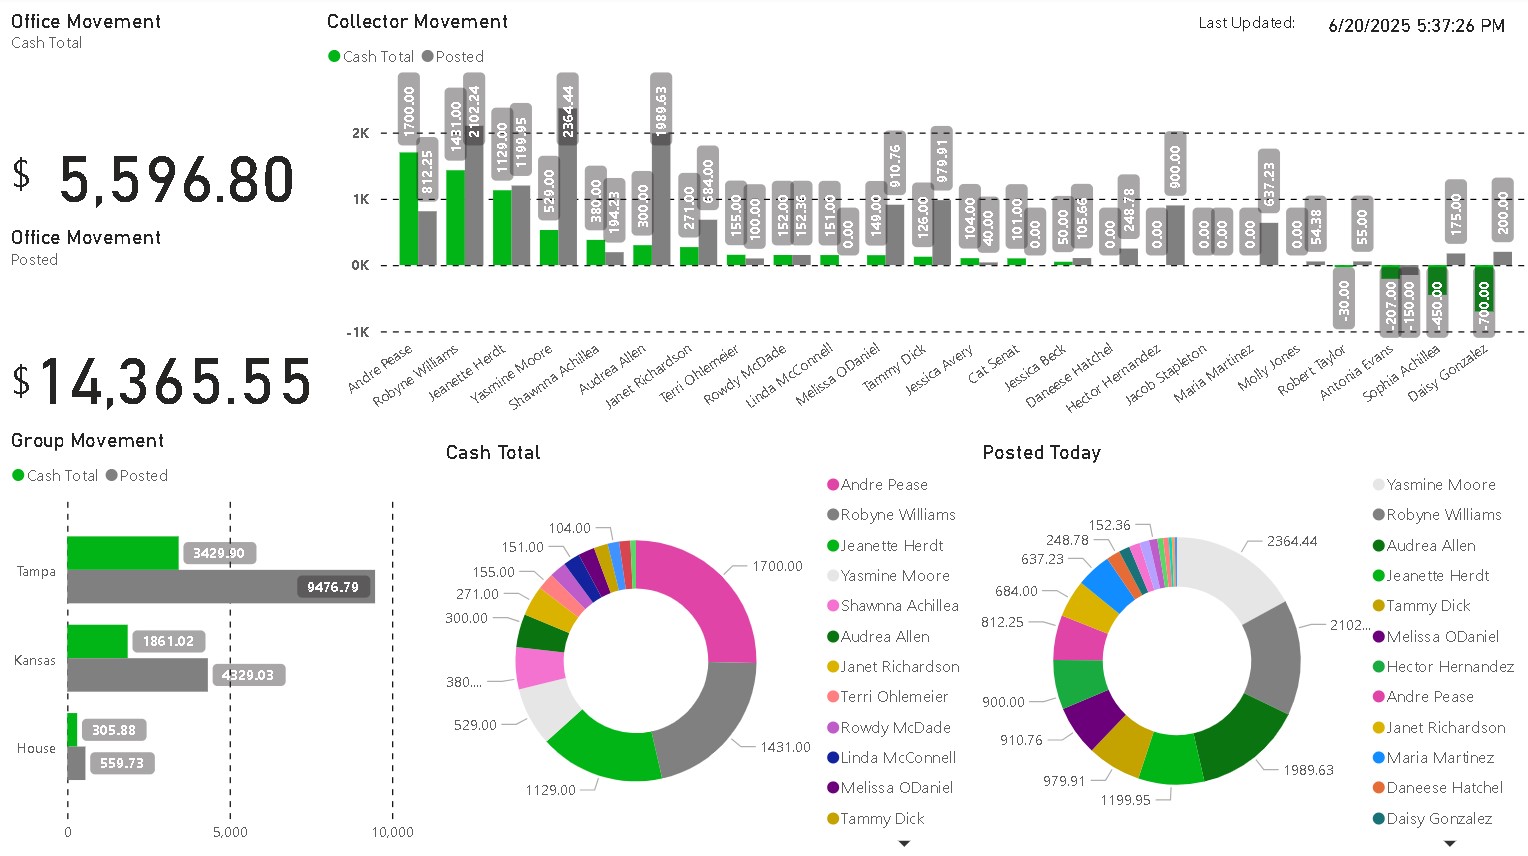 Office Movement
Cash Total
$ 5,596.80
Office Movement
Posted
$ 14,365.55
Collector Movement
Last Updated: 6/20/2025 5:37:26 PM
Cash Total Posted
2K
1K
0K
-1K
1700.00
812.25
1431.00
2102.24
1129.00
1199.95
529.00
2364.44
380.00
194.23
300.00
1989.63
271.00
684.00
155.00
100.00
152.00
152.36
151.00
0.00
149.00
910.76
126.00
979.91
104.00
40.00
101.00
0.00
50.00
105.66
0.00
248.78
0.00
900.00
0.00
0.00
0.00
637.23
0.00
54.38
-30.00
55.00
-207.00
-150.00
-450.00
175.00
-700.00
200.00
Andre Pease
Robyne Williams
Jeanette Herdt
Yasmine Moore
Shawnna Achillea
Audrea Allen
Janet Richardson
Terri Ohlemeier
Rowdy McDade
Linda McConnell
Melissa ODaniel
Tammy Dick
Jessica Avery
Cat Senat
Jessica Beck
Daneese Hatchel
Hector Hernandez
Jacob Stapleton
Maria Martinez
Molly Jones
Robert Taylor
Antonia Evans
Sophia Achillea
Daisy Gonzalez
Group Movement
Cash Total Posted
Tampa
3429.90
9476.79
Kansas
1861.02
4329.03
House
305.88
559.73
0
5,000
10,000
Cash Total
104.00
151.00
155.00
271.00
300.00
380....
529.00
1129.00
1431.00
1700.00
Andre Pease
Robyne Williams
Jeanette Herdt
Yasmine Moore
Shawnna Achillea
Audrea Allen
Janet Richardson
Terri Ohlemeier
Rowdy McDade
Linda McConnell
Melissa ODaniel
Tammy Dick
Posted Today
152.36
248.78
637.23
684.00
812.25
900.00
910.76
979.91
1199.95
1989.63
2102...
2364.44
Yasmine Moore
Robyne Williams
Audrea Allen
Jeanette Herdt
Tammy Dick
Melissa ODaniel
Hector Hernandez
Andre Pease
Janet Richardson
Maria Martinez
Daneese Hatchel
Daisy Gonzalez